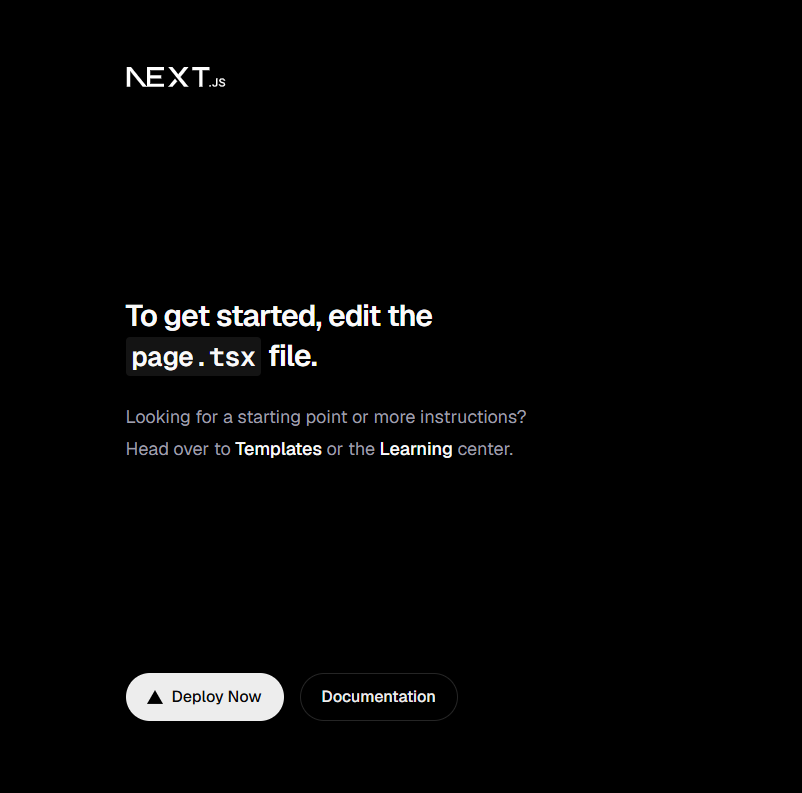 NEXT.JS
To get started, edit the
page.tsx file.
Looking for a starting point or more instructions?
Head over to Templates or the Learning center.
Deploy Now
Documentation